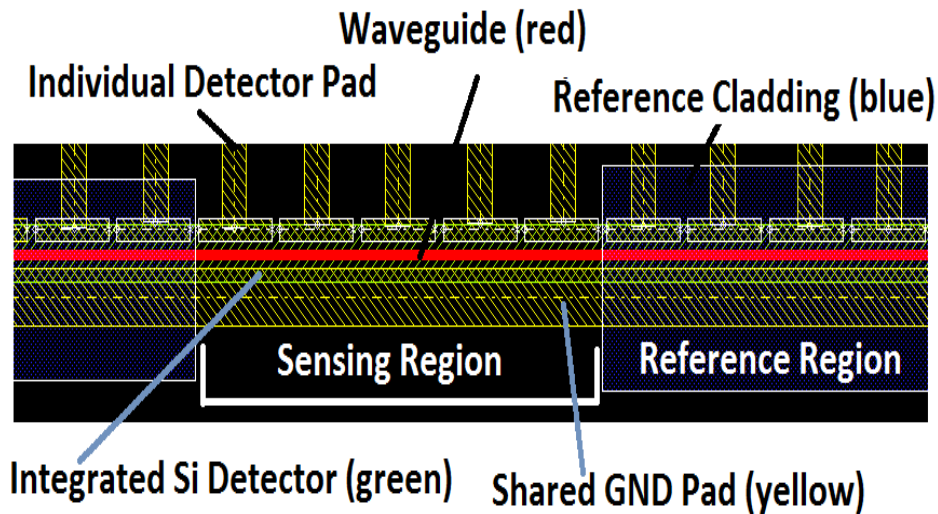 Waveguide (red)
Individual Detector Pad
Reference Cladding (blue)
Sensing Region
Reference Region
Integrated Si Detector (green)
Shared GND Pad (yellow)